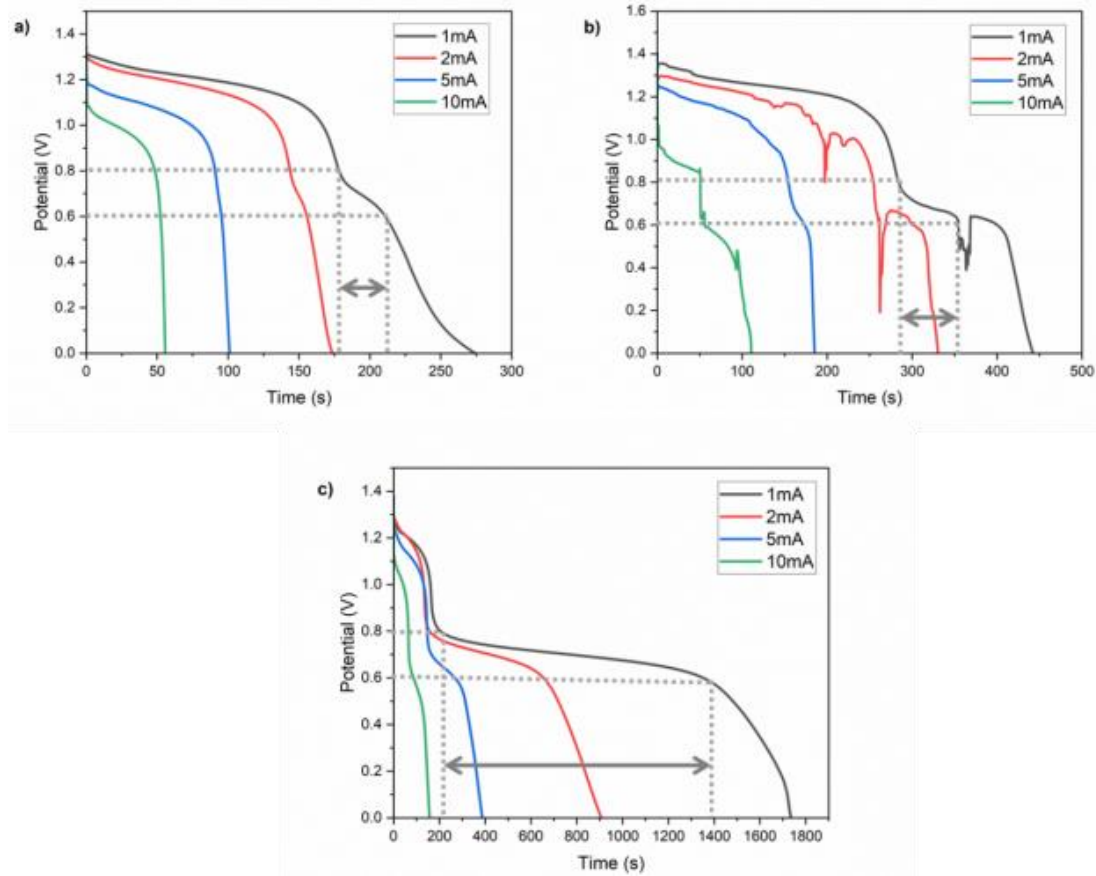 a)
1.4
1.2
1.0
0.8
0.6
0.4
0.2
0.0
Potential (V)
1mA
2mA
5mA
10mA
0 50 100 150 200 250 300
Time (s)
b)
1.6
1.4
1.2
1.0
0.8
0.6
0.4
0.2
0.0
Potential (V)
1mA
2mA
5mA
10mA
0 100 200 300 400 500
Time (s)
c)
1.4
1.2
1.0
0.8
0.6
0.4
0.2
0.0
Potential (V)
1mA
2mA
5mA
10mA
0 200 400 600 800 1000 1200 1400 1600 1800
Time (s)